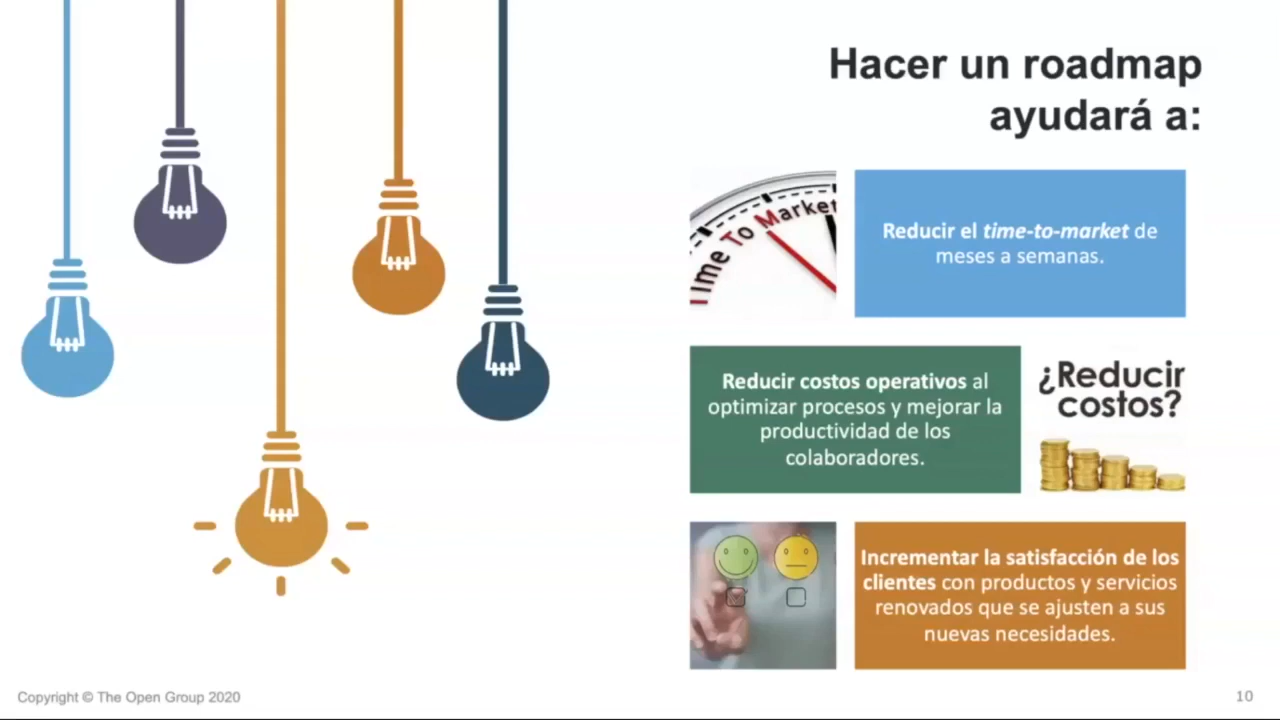 Hacer un roadmap
ayudará a:
Time To Market
Reducir el time-to-market de
meses a semanas.
Reducir costos operativos al
optimizar procesos y mejorar la
productividad de los
colaboradores.
¿Reducir
costos?
Incrementar la satisfacción de los
clientes con productos y servicios
renovados que se ajusten a sus
nuevas necesidades.
Copyright © The Open Group 2020
10